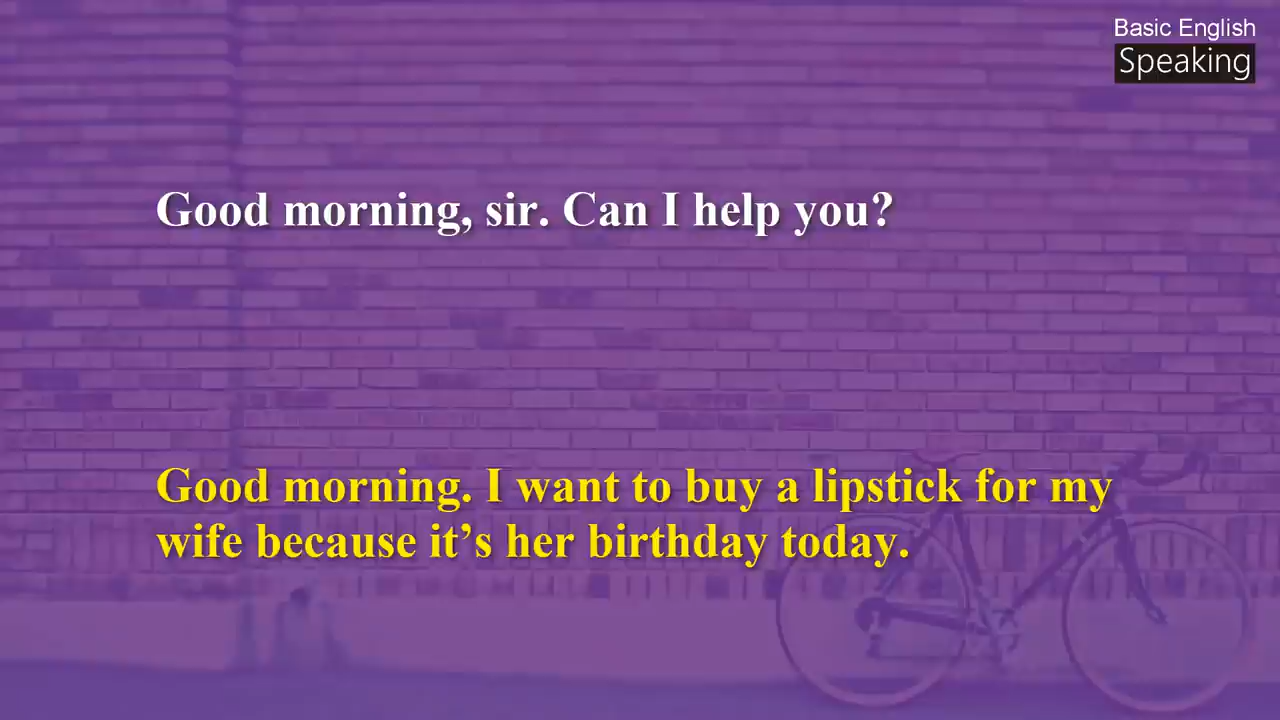 Basic English
Speaking
Good morning, sir. Can I help you?
Good morning. I want to buy a lipstick for my
wife because it’s her birthday today.